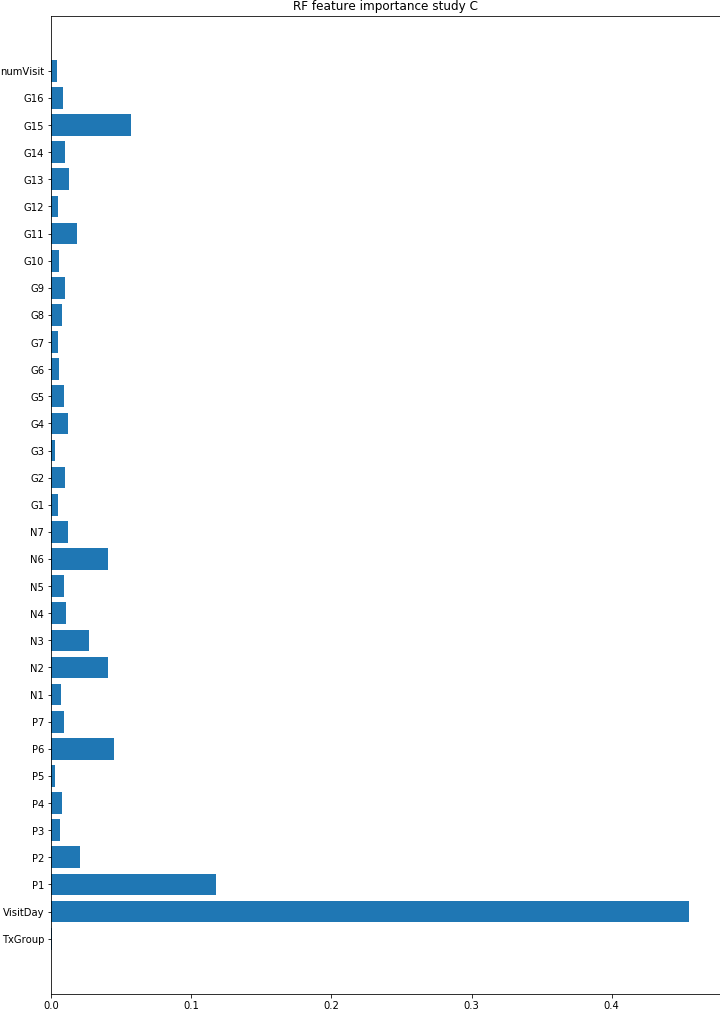 RF feature importance study C
numVisit
G16
G15
G14
G13
G12
G11
G10
G9
G8
G7
G6
G5
G4
G3
G2
G1
N7
N6
N5
N4
N3
N2
N1
P7
P6
P5
P4
P3
P2
P1
VisitDay
TxGroup
0.0 0.1 0.2 0.3 0.4